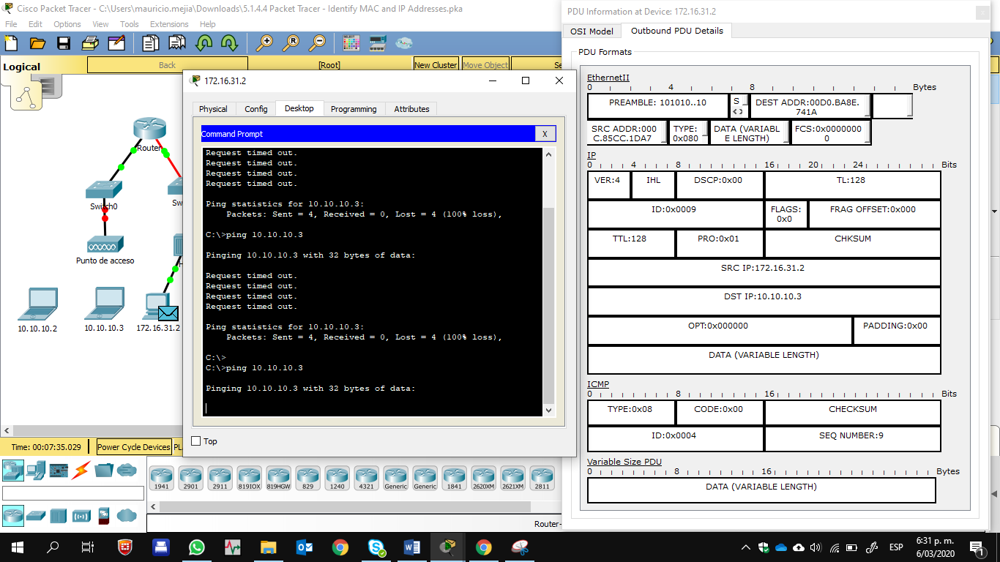 Cisco Packet Tracer - C:\Users\mauricio.mejia\Downloads\5.1.4.4 Packet Tracer - Identify MAC and IP Addresses.pka
File Edit Options View Tools Extensions Help
Logical
Back
[Root]
New Cluster
Move Object
Se
Router
Switch0
Sw
Punto de acceso
H
10.10.10.2
10.10.10.3
172.16.31.2
172.16.31.2
Physical Config Desktop Programming Attributes
Command Prompt
X
Request timed out.
Request timed out.
Request timed out.
Request timed out.
Ping statistics for 10.10.10.3:
Packets: Sent = 4, Received = 0, Lost = 4 (100% loss),
C:\>ping 10.10.10.3
Pinging 10.10.10.3 with 32 bytes of data:
Request timed out.
Request timed out.
Request timed out.
Request timed out.
Ping statistics for 10.10.10.3:
Packets: Sent = 4, Received = 0, Lost = 4 (100% loss),
C:\>
C:\>ping 10.10.10.3
Pinging 10.10.10.3 with 32 bytes of data:
Top
PDU Information at Device: 172.16.31.2
OSI Model Outbound PDU Details
PDU Formats
EthernetII
0 4 8 Bytes
PREAMBLE: 101010..10
S
DEST ADDR:00D0.BA8E.
741A
SRC ADDR:000
C.85CC.1DA7
TYPE:
0x080
DATA (VARIABL
E LENGTH)
FCS:0x0000000
0
IP
0 4 8 16 20 24 Bits
VER:4 IHL DSCP:0x00 TL:128
ID:0x0009
FLAGS:
0x0
FRAG OFFSET:0x000
TTL:128 PRO:0x01 CHKSUM
SRC IP:172.16.31.2
DST IP:10.10.10.3
OPT:0x000000 PADDING:0x00
DATA (VARIABLE LENGTH)
ICMP
0 8 16 Bits
TYPE:0x08 CODE:0x00 CHECKSUM
ID:0x0004 SEQ NUMBER:9
Variable Size PDU
0 8 16 Bytes
DATA (VARIABLE LENGTH)
Time: 00:07:35.029
Power Cycle Devices
PL
1941 2901 2911 819IOX 819HGW 829 1240 4321 Generic Generic 1841 2620XM 2621XM 2811
Router-
ESP
6:31 p. m.
6/03/2020
1